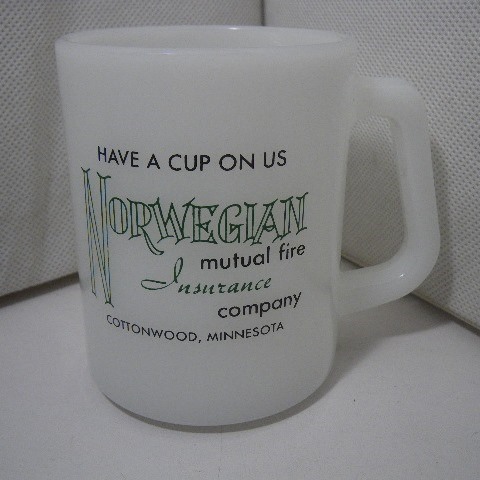 HAVE A CUP ON US
NORWEGIAN
mutual fire
Insurance
company
COTTONWOOD, MINNESOTA